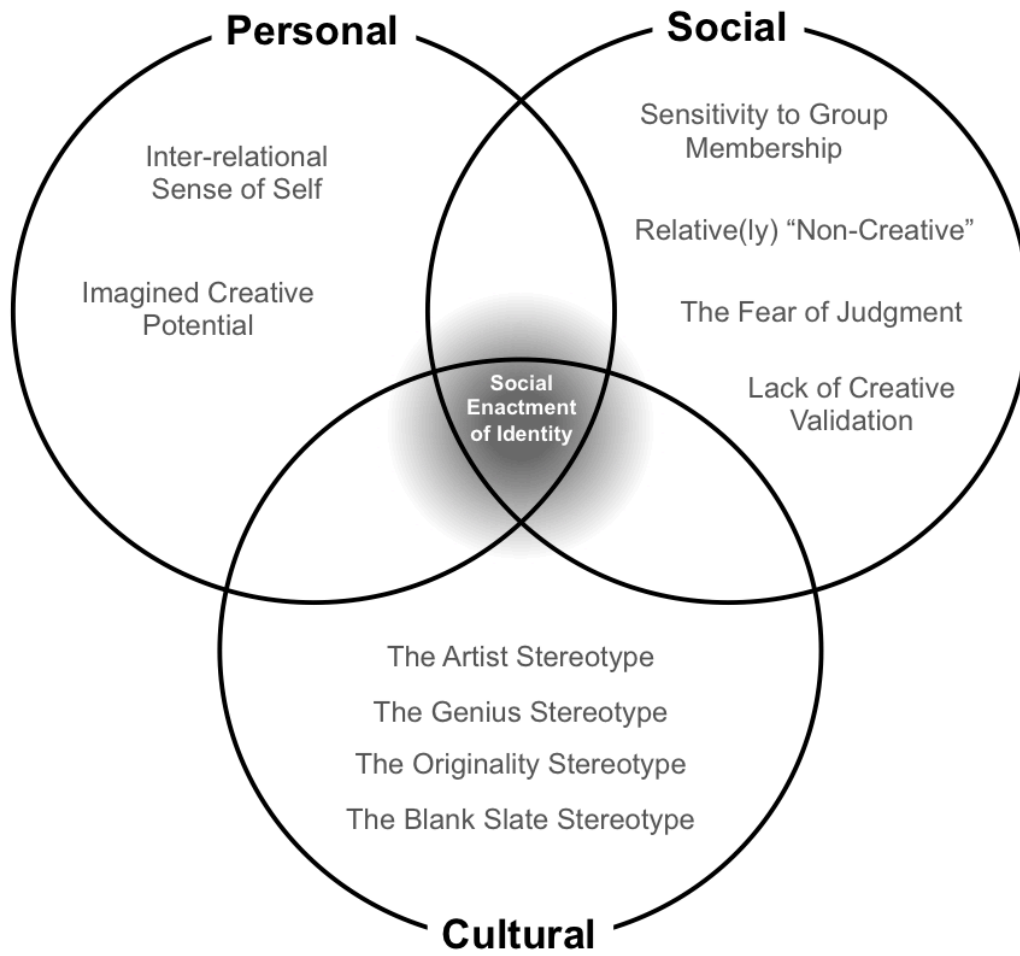 Personal
Social
Inter-relational
Sense of Self
Imagined Creative
Potential
Sensitivity to Group
Membership
Relative(ly) “Non-Creative”
The Fear of Judgment
Lack of Creative
Validation
Social
Enactment
of Identity
The Artist Stereotype
The Genius Stereotype
The Originality Stereotype
The Blank Slate Stereotype
Cultural